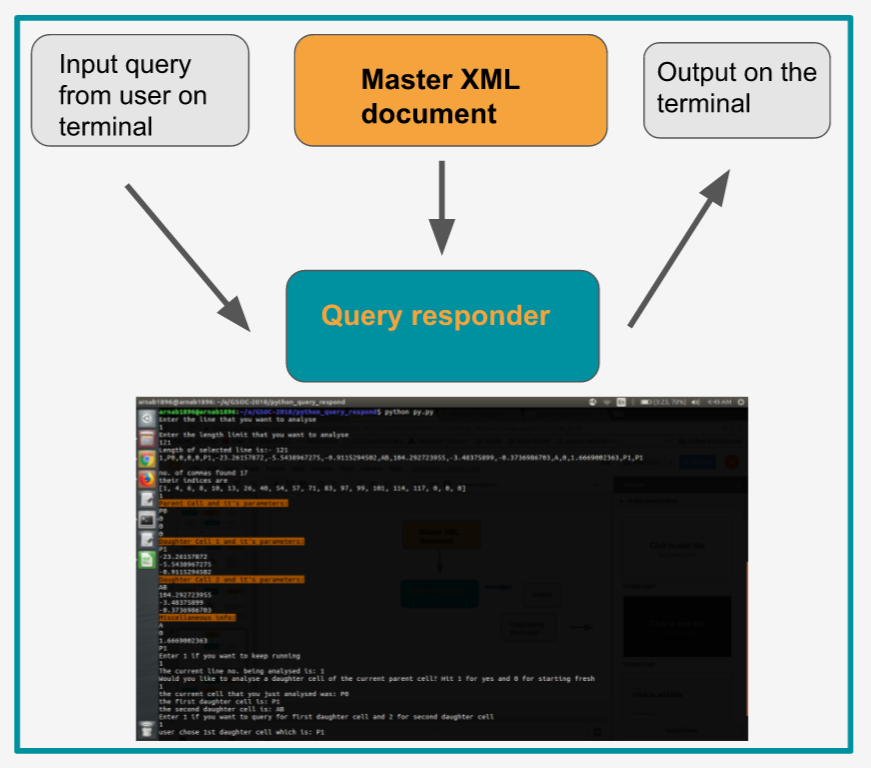 Input query
from user on
terminal
Master XML
document
Output on the
terminal
Query responder
arnab1896@arnab1896: ~/a/GSOC-2018/python_query_respond
(3:23, 72%) 4:45 AM
arnab1896@arnab1896:~/a/GSOC-2018/python_query_respond$ python py.py
Enter the line that you want to analyse
1
Enter the length limit that you want to analyse
121
Length of selected line is:- 121
1,P0,0,0,0,P1,-23.26157872,-5.5438967275,-0.9115294502,AB,104.292723955,-3.48375899,-0.3736986703,A,0,1.6669002363,P1,P1
no. of commas found 17
their indices are
[1, 4, 6, 8, 10, 13, 26, 40, 54, 57, 71, 83, 97, 99, 101, 114, 117, 0, 0, 0]
1
Parent Cell and it's parameters:
P0
0
0
0
Daughter Cell 1 and it's parameters:
P1
-23.26157872
-5.5438967275
-0.9115294502
Daughter Cell 2 and it's parameters:
AB
104.292723955
-3.48375899
-0.3736986703
Miscellaneous info:
A
0
1.6669002363
P1
Enter 1 if you want to keep running
1
The current line no. being analysed is: 1
Would you like to analyse a daughter cell of the current parent cell? Hit 1 for yes and 0 for starting fresh
1
the current cell that you just analysed was: P0
the first daughter cell is: P1
the second daughter cell is: AB
Enter 1 if you want to query for first daughter cell and 2 for second daughter cell
1
user chose 1st daughter cell which is: P1